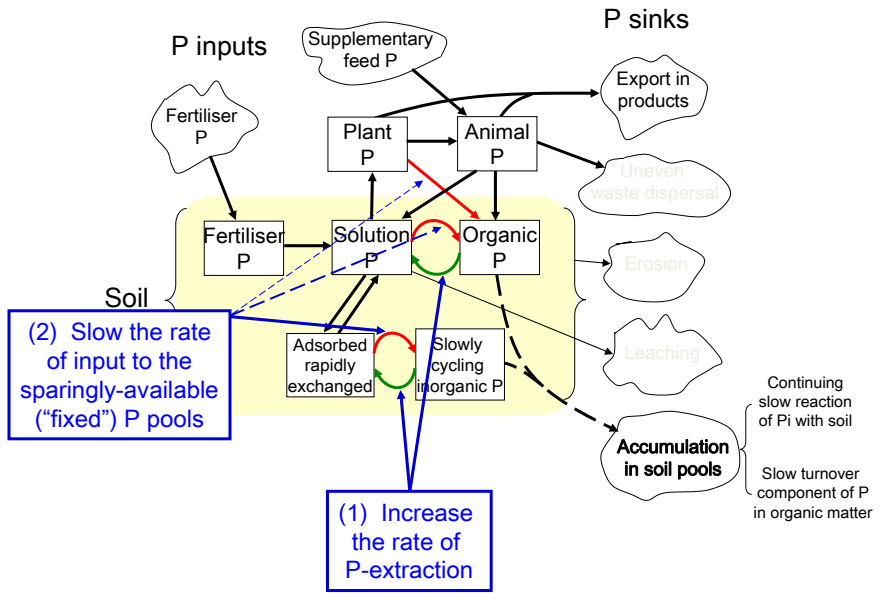 P inputs
P sinks
Supplementary
feed P
Export in
products
Fertiliser
P
Plant
P
Animal
P
Uneven
waste dispersal
Fertiliser
P
Solution
P
Organic
P
Erosion
Soil
(2) Slow the rate
of input to the
sparingly-available
("fixed") P pools
Adsorbed
rapidly
exchanged
Slowly
cycling
inorganic P
Leaching
Accumulation
in soil pools
Continuing
slow reaction
of Pi with soil
Slow turnover
component of P
in organic matter
(1) Increase
the rate of
P-extraction